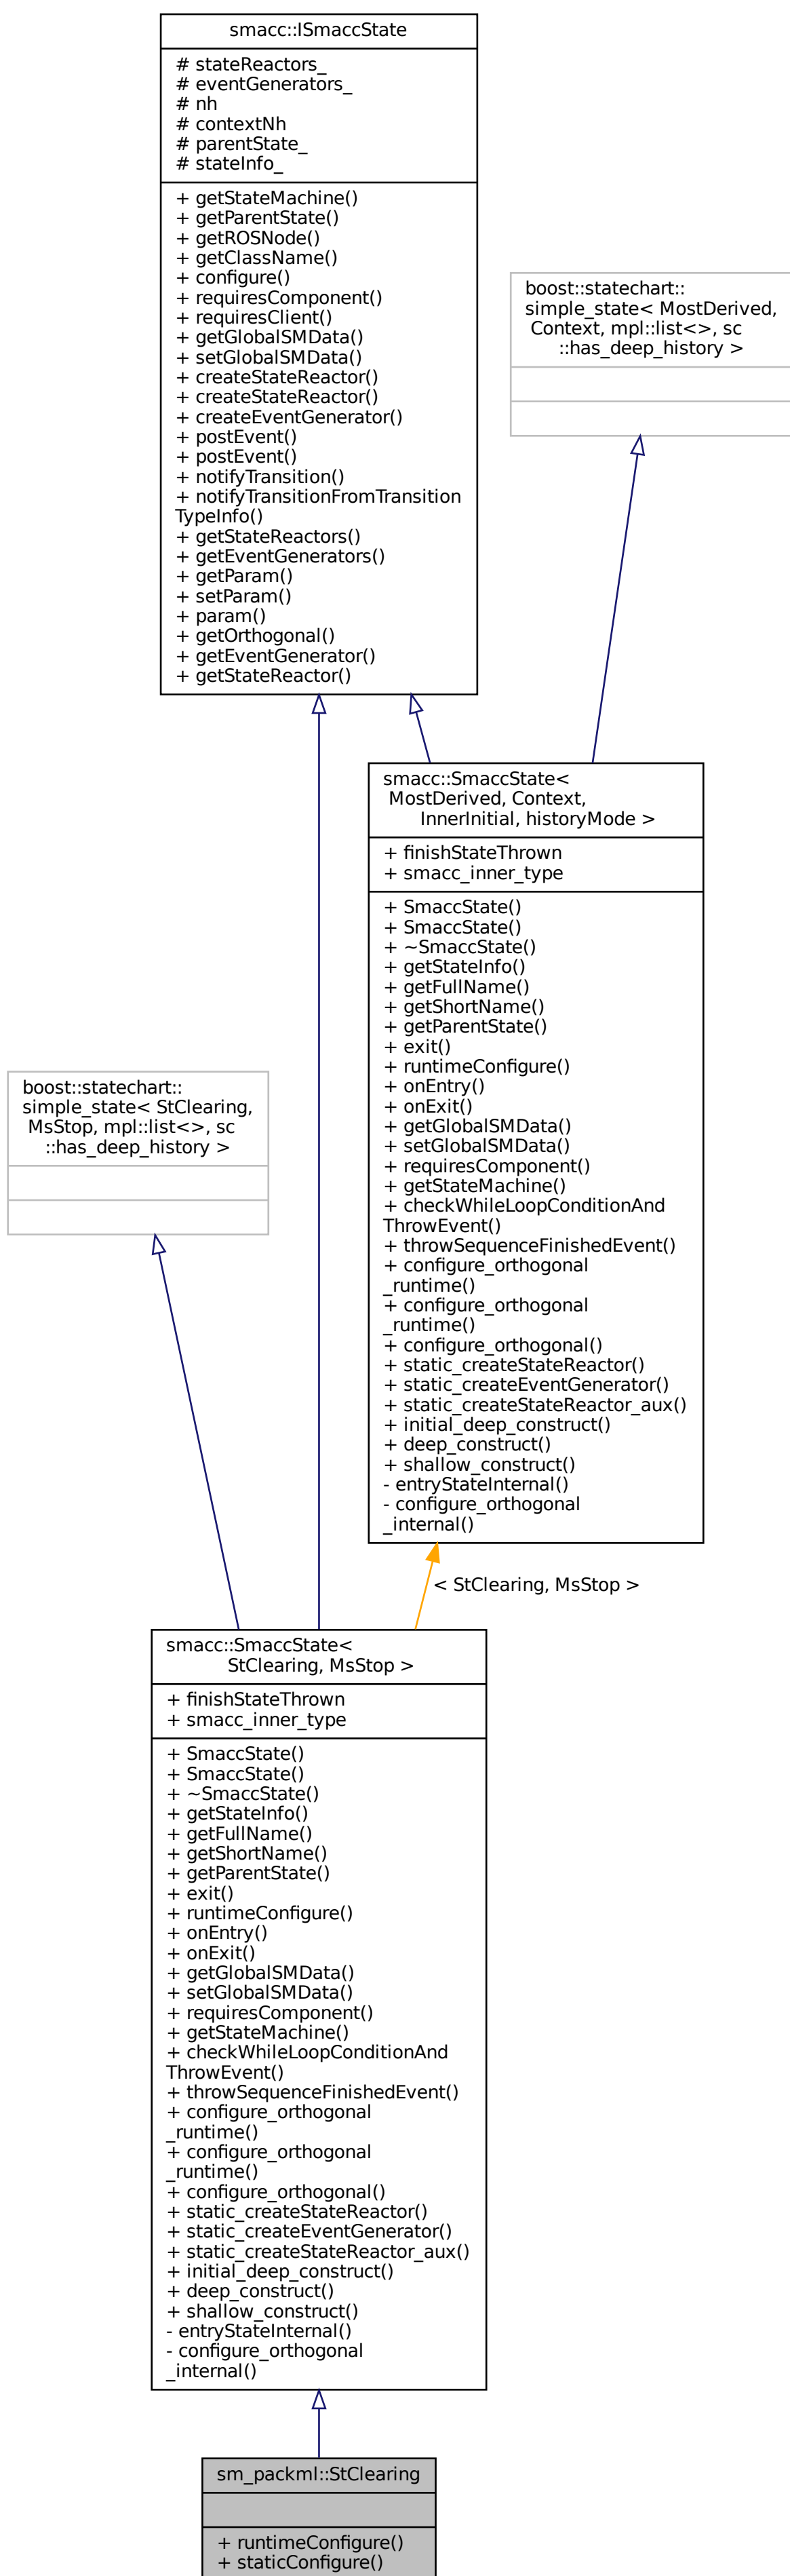 smacc::ISmaccState
# stateReactors_
# eventGenerators_
# nh
# contextNh
# parentState_
# stateInfo_
+ getStateMachine()
+ getParentState()
+ getROSNode()
+ getClassName()
+ configure()
+ requiresComponent()
+ requiresClient()
+ getGlobalSMData()
+ setGlobalSMData()
+ createStateReactor()
+ createStateReactor()
+ createEventGenerator()
+ postEvent()
+ postEvent()
+ notifyTransition()
+ notifyTransitionFromTransition
TypeInfo()
+ getStateReactors()
+ getEventGenerators()
+ getParam()
+ setParam()
+ param()
+ getOrthogonal()
+ getEventGenerator()
+ getStateReactor()
boost::statechart::
simple_state< MostDerived,
Context, mpl::list<>, sc
::has_deep_history >
smacc::SmaccState<
MostDerived, Context,
InnerInitial, historyMode >
+ finishStateThrown
+ smacc_inner_type
+ SmaccState()
+ SmaccState()
+ ~SmaccState()
+ getStateInfo()
+ getFullName()
+ getShortName()
+ getParentState()
+ exit()
+ runtimeConfigure()
+ onEntry()
+ onExit()
+ getGlobalSMData()
+ setGlobalSMData()
+ requiresComponent()
+ getStateMachine()
+ checkWhileLoopConditionAnd
ThrowEvent()
+ throwSequenceFinishedEvent()
+ configure_orthogonal
_runtime()
+ configure_orthogonal
_runtime()
+ configure_orthogonal()
+ static_createStateReactor()
+ static_createEventGenerator()
+ static_createStateReactor_aux()
+ initial_deep_construct()
+ deep_construct()
+ shallow_construct()
- entryStateInternal()
- configure_orthogonal
_internal()
boost::statechart::
simple_state< StClearing,
MsStop, mpl::list<>, sc
::has_deep_history >
< StClearing, MsStop >
smacc::SmaccState<
StClearing, MsStop >
+ finishStateThrown
+ smacc_inner_type
+ SmaccState()
+ SmaccState()
+ ~SmaccState()
+ getStateInfo()
+ getFullName()
+ getShortName()
+ getParentState()
+ exit()
+ runtimeConfigure()
+ onEntry()
+ onExit()
+ getGlobalSMData()
+ setGlobalSMData()
+ requiresComponent()
+ getStateMachine()
+ checkWhileLoopConditionAnd
ThrowEvent()
+ throwSequenceFinishedEvent()
+ configure_orthogonal
_runtime()
+ configure_orthogonal
_runtime()
+ configure_orthogonal()
+ static_createStateReactor()
+ static_createEventGenerator()
+ static_createStateReactor_aux()
+ initial_deep_construct()
+ deep_construct()
+ shallow_construct()
- entryStateInternal()
- configure_orthogonal
_internal()
sm_packml::StClearing
+ runtimeConfigure()
+ staticConfigure()